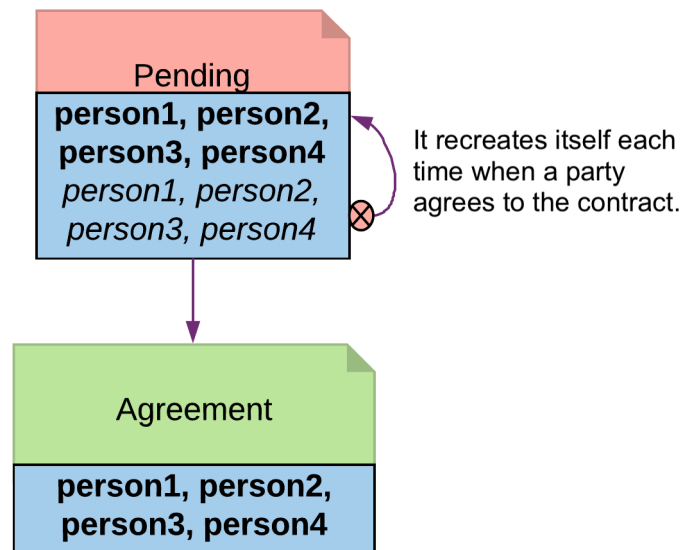 Pending
person1, person2,
person3, person4
person1, person2,
person3, person4
It recreates itself each
time when a party
agrees to the contract.
Agreement
person1, person2,
person3, person4